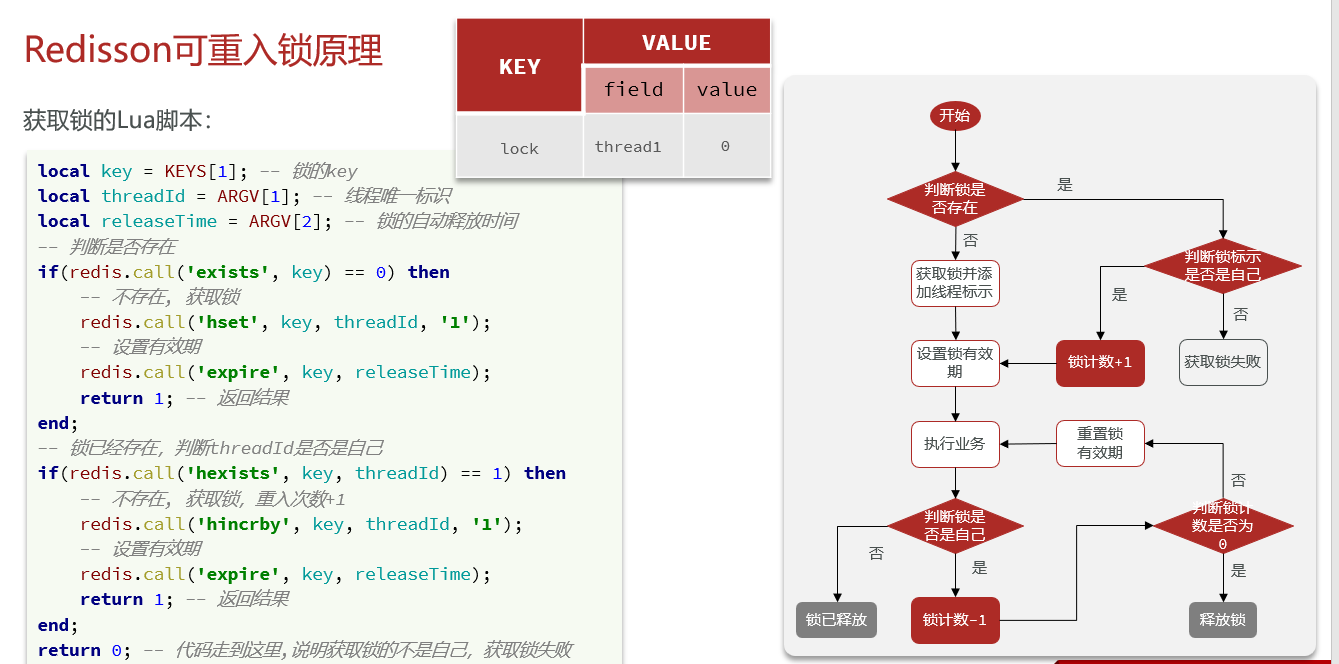 Redisson可重入锁原理
KEY
VALUE
field
value
lock
thread1
0
获取锁的Lua脚本：
local key = KEYS[1]; -- 锁的key
local threadId = ARGV[1]; -- 线程唯一标识
local releaseTime = ARGV[2]; -- 锁的自动释放时间
-- 判断是否存在
if(redis.call('exists', key) == 0) then
    -- 不存在, 获取锁
    redis.call('hset', key, threadId, '1');
    -- 设置有效期
    redis.call('expire', key, releaseTime);
    return 1; -- 返回结果
end;
-- 锁已经存在，判断threadId是否是自己
if(redis.call('hexists', key, threadId) == 1) then
    -- 不存在, 获取锁，重入次数+1
    redis.call('hincrby', key, threadId, '1');
    -- 设置有效期
    redis.call('expire', key, releaseTime);
    return 1; -- 返回结果
end;
return 0; -- 代码走到这里,说明获取锁的不是自己，获取锁失败
开始
判断锁是
否存在
是
否
获取锁并添
加线程标示
判断锁标示
是否是自己
是
否
设置锁有效
期
锁计数+1
获取锁失败
执行业务
重置锁
有效期
否
判断锁是
否是自己
判断锁计
数是否为
0
否
是
是
锁已释放
锁计数-1
释放锁